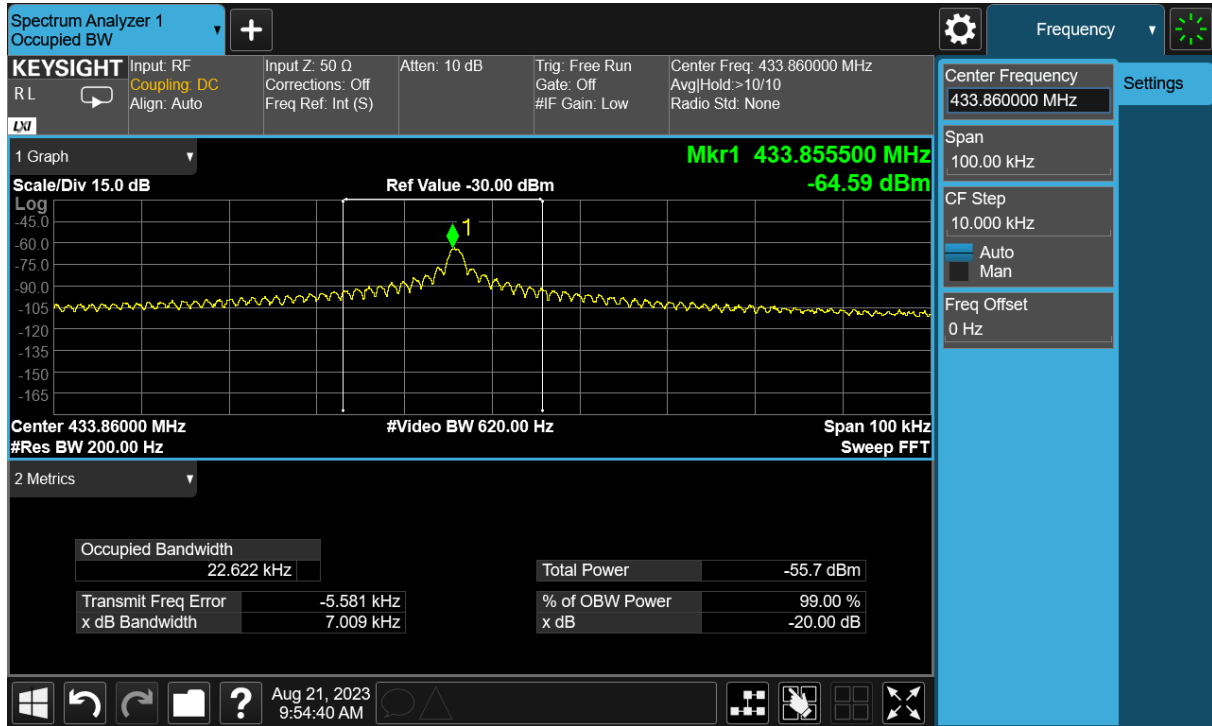 Spectrum Analyzer 1
Occupied BW
+
Frequency
KEYSIGHT
R L
LXI
Input: RF
Coupling: DC
Align: Auto
Input Z: 50 Ω
Corrections: Off
Freq Ref: Int (S)
Atten: 10 dB
Trig: Free Run
Gate: Off
#IF Gain: Low
Center Freq: 433.860000 MHz
Avg|Hold:>10/10
Radio Std: None
Center Frequency
433.860000 MHz
Settings
Span
100.00 kHz
CF Step
10.000 kHz
Auto
Man
Freq Offset
0 Hz
1 Graph
Mkr1 433.855500 MHz
-64.59 dBm
Scale/Div 15.0 dB
Ref Value -30.00 dBm
Log
-45.0
-60.0
-75.0
-90.0
-105
-120
-135
-150
-165
1
Center 433.86000 MHz
#Video BW 620.00 Hz
Span 100 kHz
#Res BW 200.00 Hz
Sweep FFT
2 Metrics
Occupied Bandwidth
22.622 kHz
Total Power -55.7 dBm
Transmit Freq Error -5.581 kHz
% of OBW Power 99.00 %
x dB Bandwidth 7.009 kHz
x dB -20.00 dB
?
Aug 21, 2023
9:54:40 AM